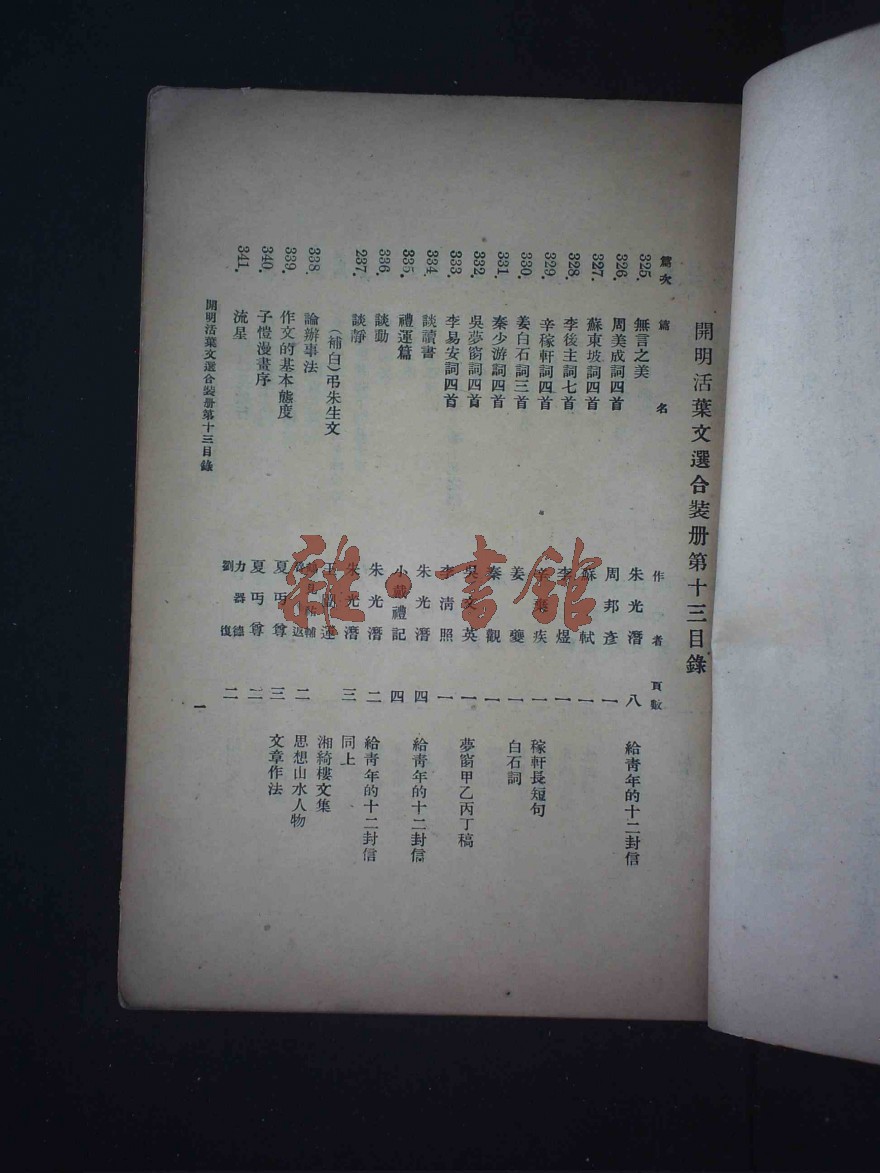 開明活葉文選合裝册第十三目錄
篇次 篇名 作者 頁數
325. 無言之美 朱光潛 八 給青年的十二封信
326. 周美成詞四首 周邦彥 一
327. 蘇東坡詞四首 蘇軾 一
328. 李後主詞七首 李煜 一
329. 辛稼軒詞四首 辛棄疾 一 稼軒長短句
330. 姜白石詞三首 姜夔 一 白石詞
331. 秦少游詞四首 秦觀 一
332. 吳夢窗詞四首 吳文英 一 夢窗甲乙丙丁稿
333. 李易安詞四首 李清照 一
334. 談讀書 朱光潛 四 給青年的十二封信
335. 禮運篇 小戴禮記 四
336. 談動 朱光潛 二 給青年的十二封信
237. 談靜 朱光潛 三 同上
(補白)弔朱生文 王闓運 湘綺樓文集
338. 論辦事法 二 思想山水人物
339. 作文的基本態度 夏丏尊 三 文章作法
340. 子愷漫畫序 夏丏尊 二
341. 流星 力器德 劉復 二
開明活葉文選合裝册第十三目錄
一
雜·書館